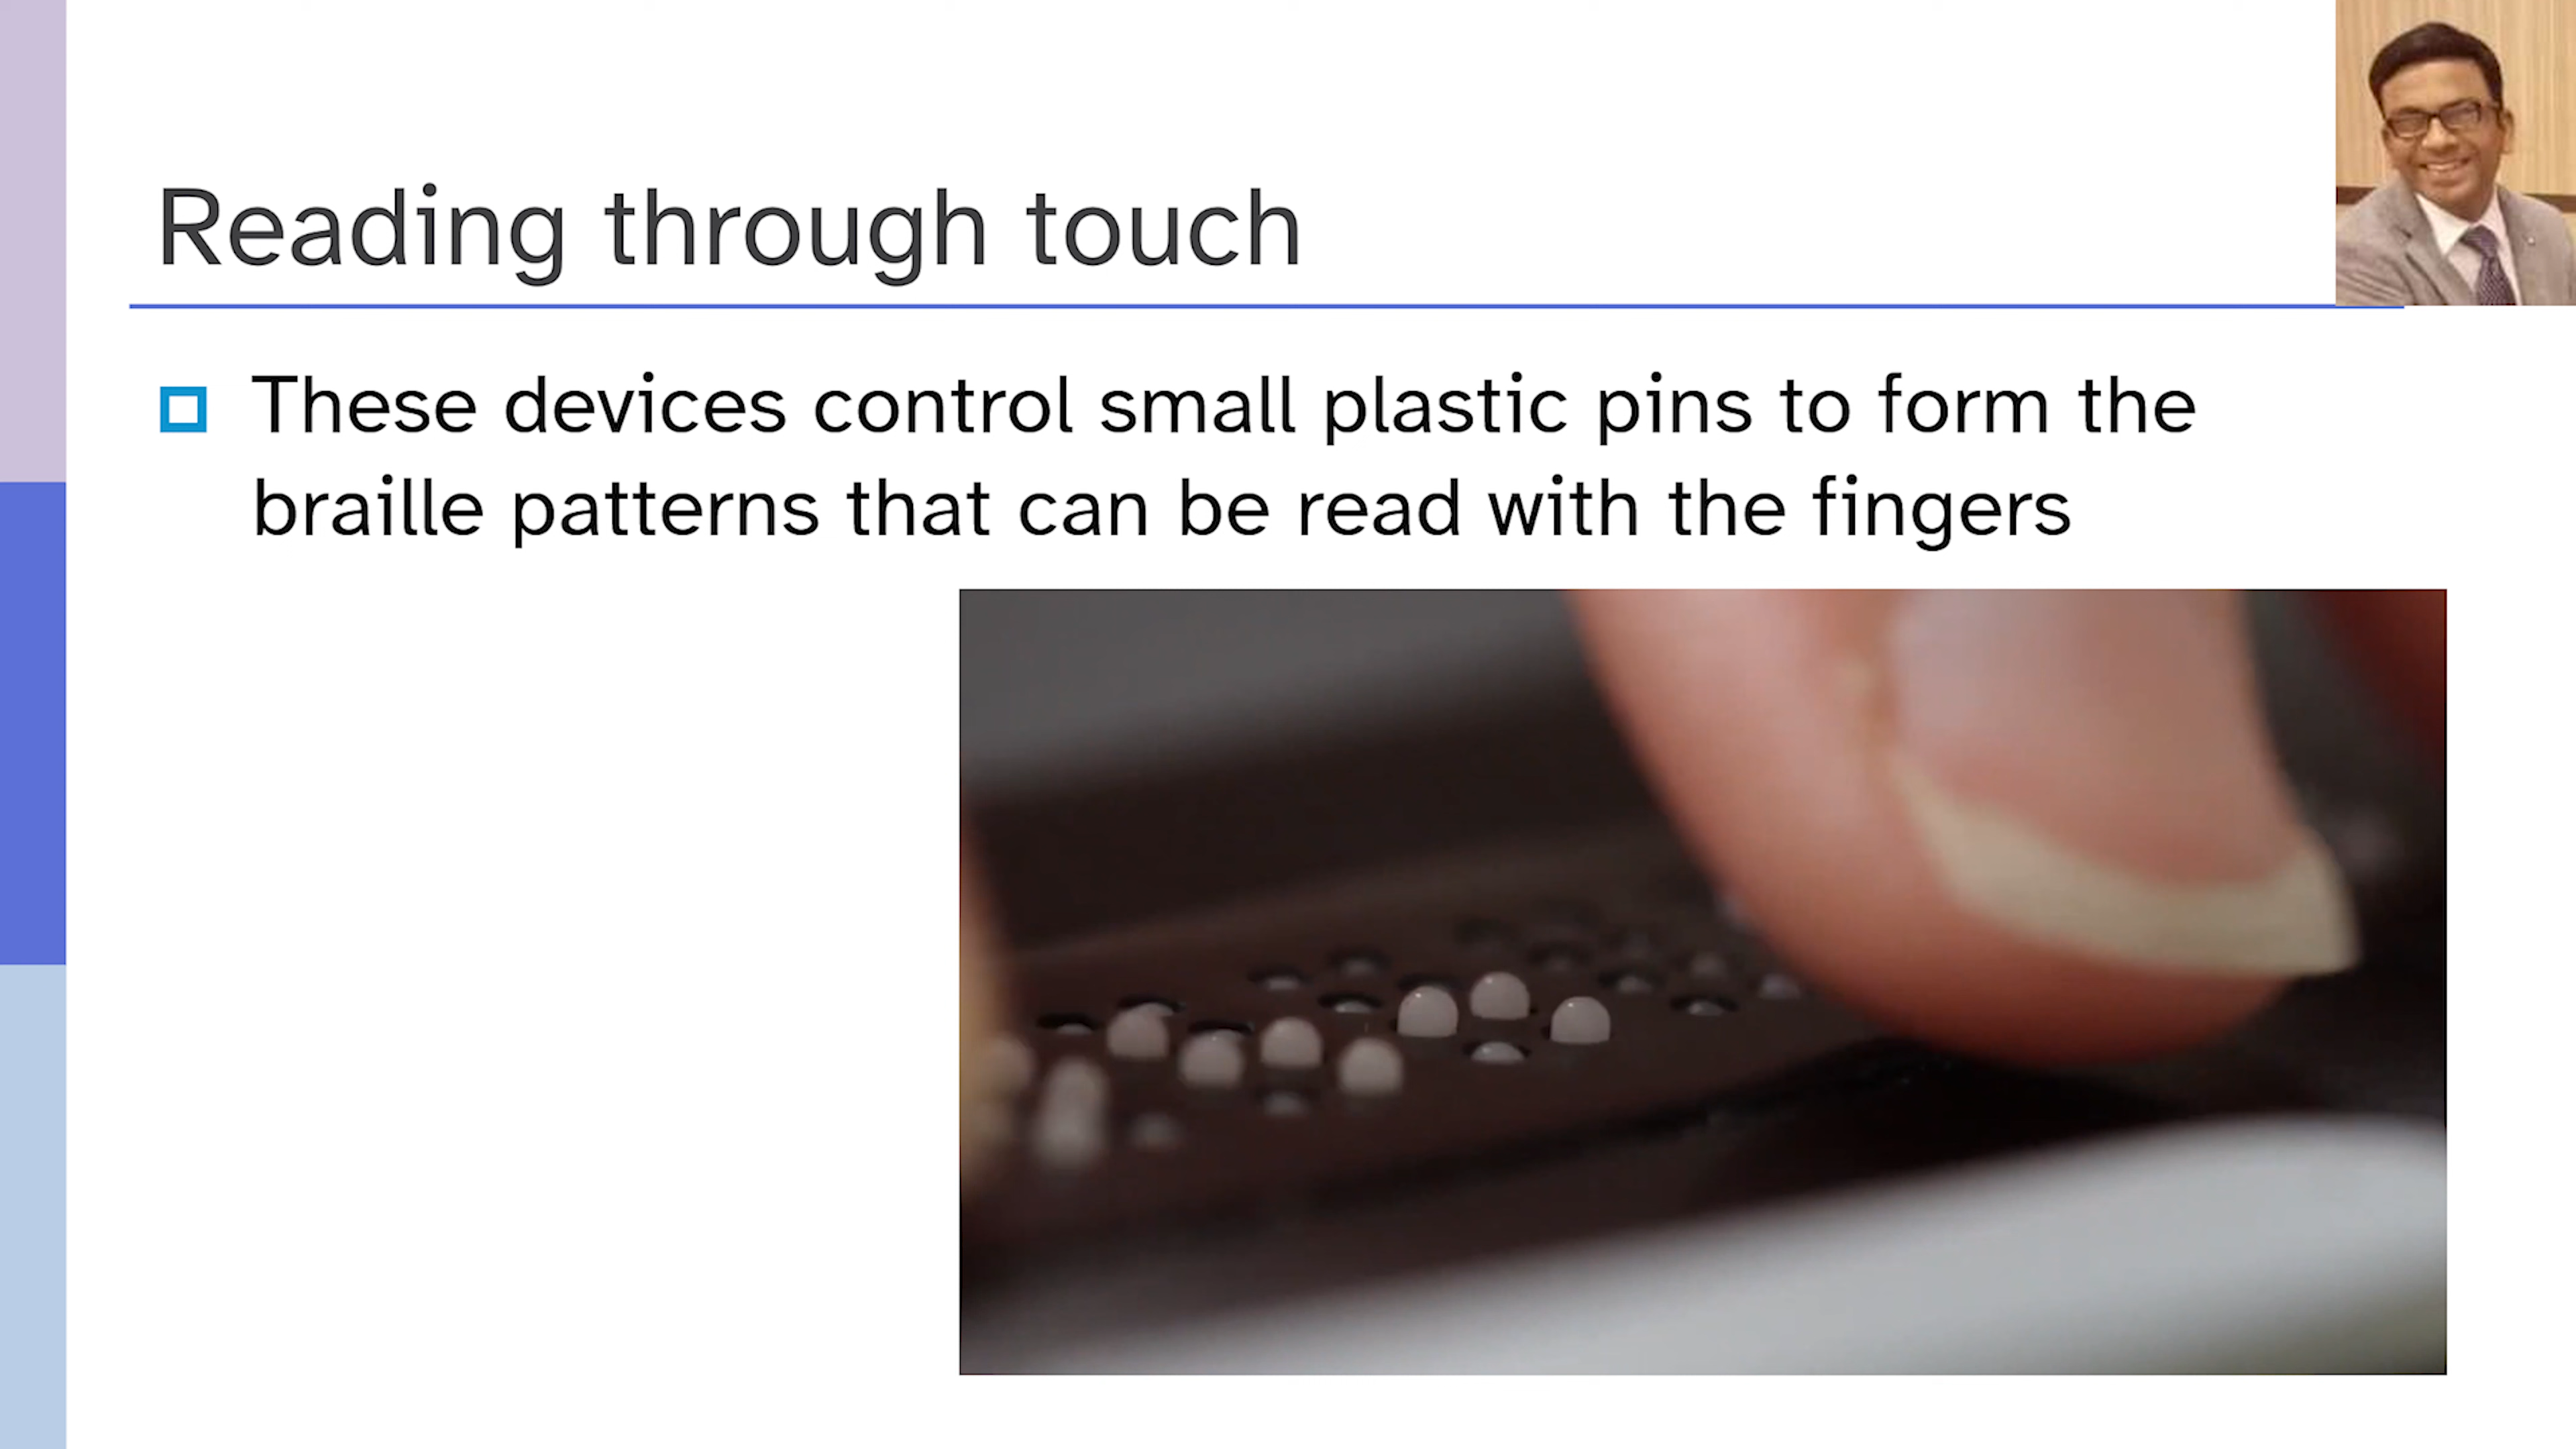 Reading through touch
These devices control small plastic pins to form the
braille patterns that can be read with the fingers